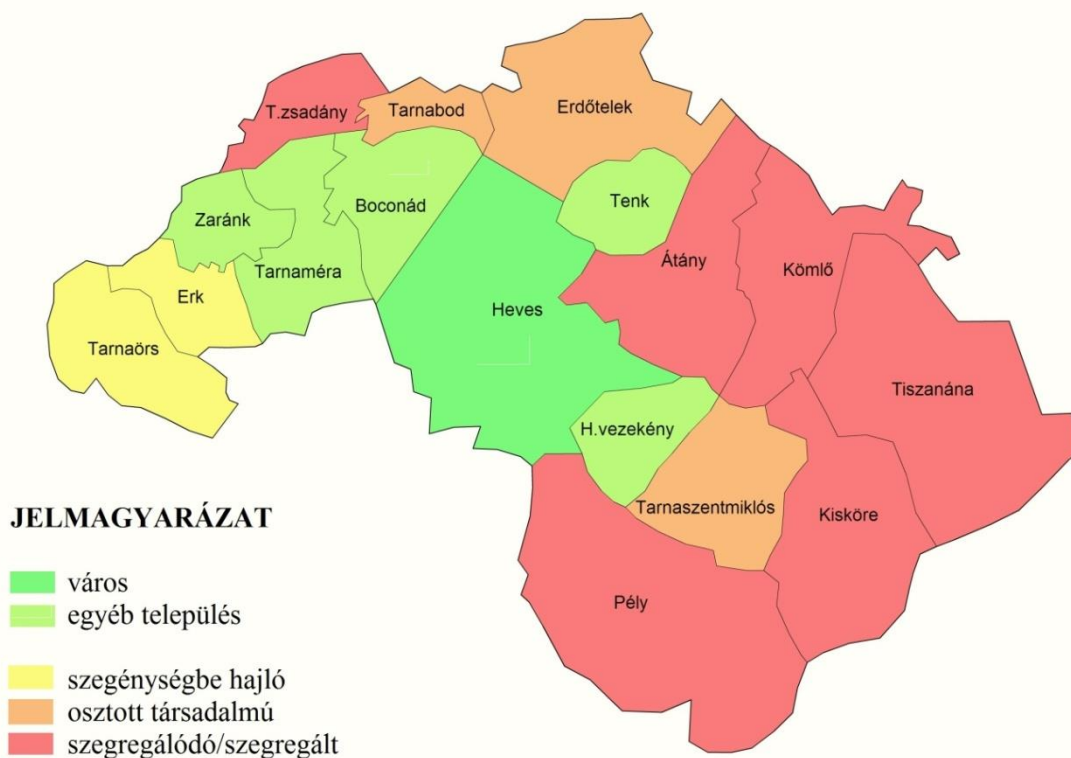 T.zsadány
Tarnabod
Erdőtelek
Zaránk
Boconád
Tenk
Tarnaméra
Átány
Kömlő
Erk
Heves
Tarnaörs
Tiszanána
H.vezekény
Tarnaszentmiklós
Kisköre
Pély
JELMAGYARÁZAT
város
egyéb település
szegénységbe hajló
osztott társadalmú
szegregálódó/szegregált